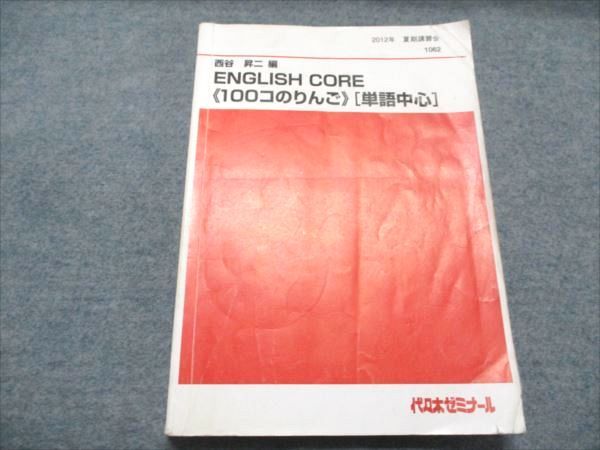 2012年 夏期講習会
1062
西谷 昇二 編
ENGLISH CORE
《100コのりんご》[単語中心]
代々木ゼミナール